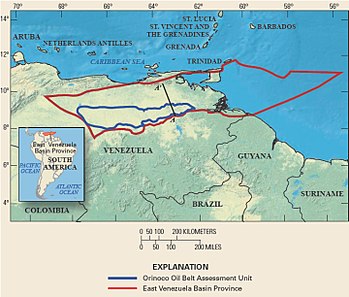 70° 68° 66° 64° 62° 60° 58° 56°
ST. LUCIA
ST. VINCENT AND
THE GRENADINES
BARBADOS
ARUBA
NETHERLANDS ANTILLES
GRENADA
CARIBBEAN SEA
TRINIDAD
10°
8°
6°
4°
A'
A
VENEZUELA
GUYANA
SURINAME
BRAZIL
COLOMBIA
East Venezuela
Basin Province
PACIFIC
OCEAN
SOUTH
AMERICA
ATLANTIC
OCEAN
0 50 100 200 KILOMETERS
0 50 100 200 MILES
EXPLANATION
Orinoco Oil Belt Assessment Unit
East Venezuela Basin Province